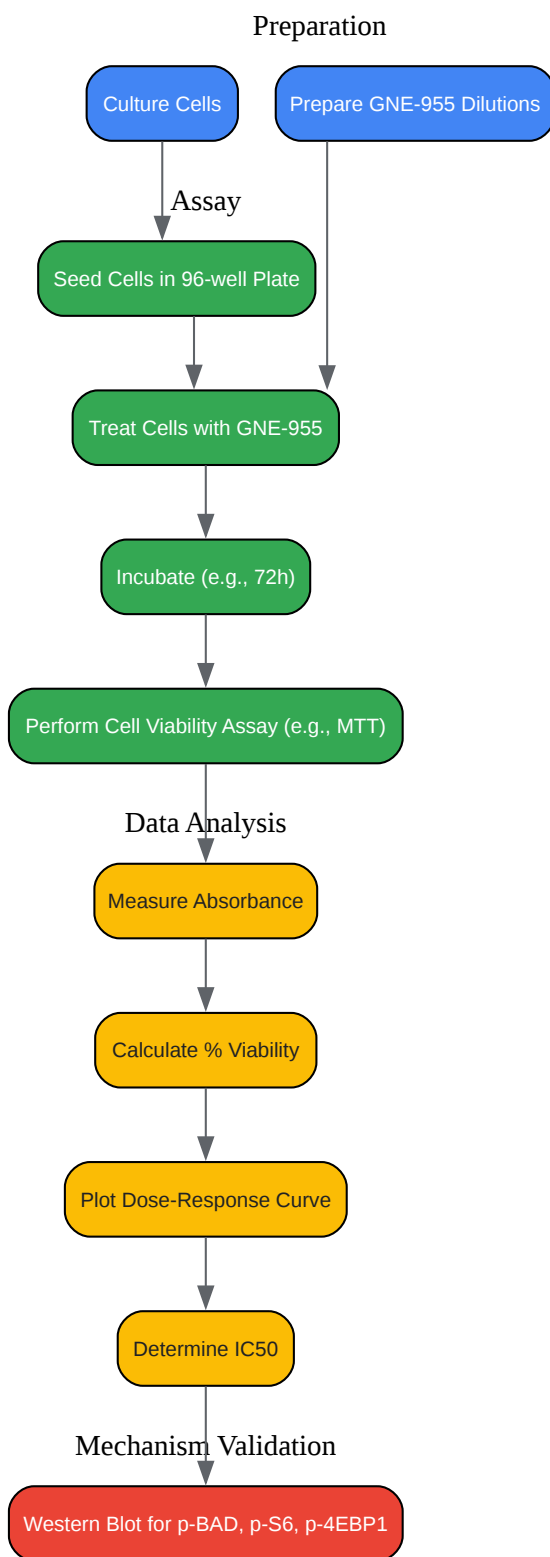 Preparation
Culture Cells
Prepare GNE-955 Dilutions
Assay
Seed Cells in 96-well Plate
Treat Cells with GNE-955
Incubate (e.g., 72h)
Perform Cell Viability Assay (e.g., MTT)
Data Analysis
Measure Absorbance
Calculate % Viability
Plot Dose-Response Curve
Determine IC50
Mechanism Validation
Western Blot for p-BAD, p-S6, p-4EBP1